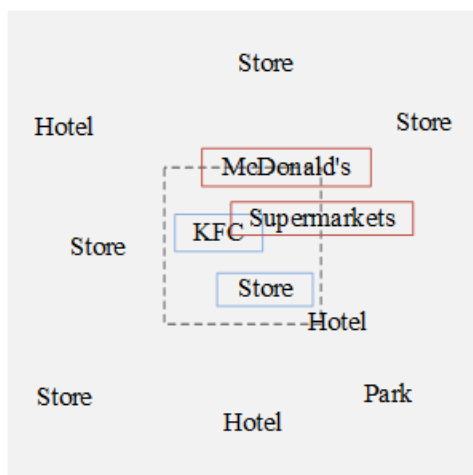 Store
Hotel
Store
McDonald's
Supermarkets
KFC
Store
Store
Hotel
Store
Park
Hotel